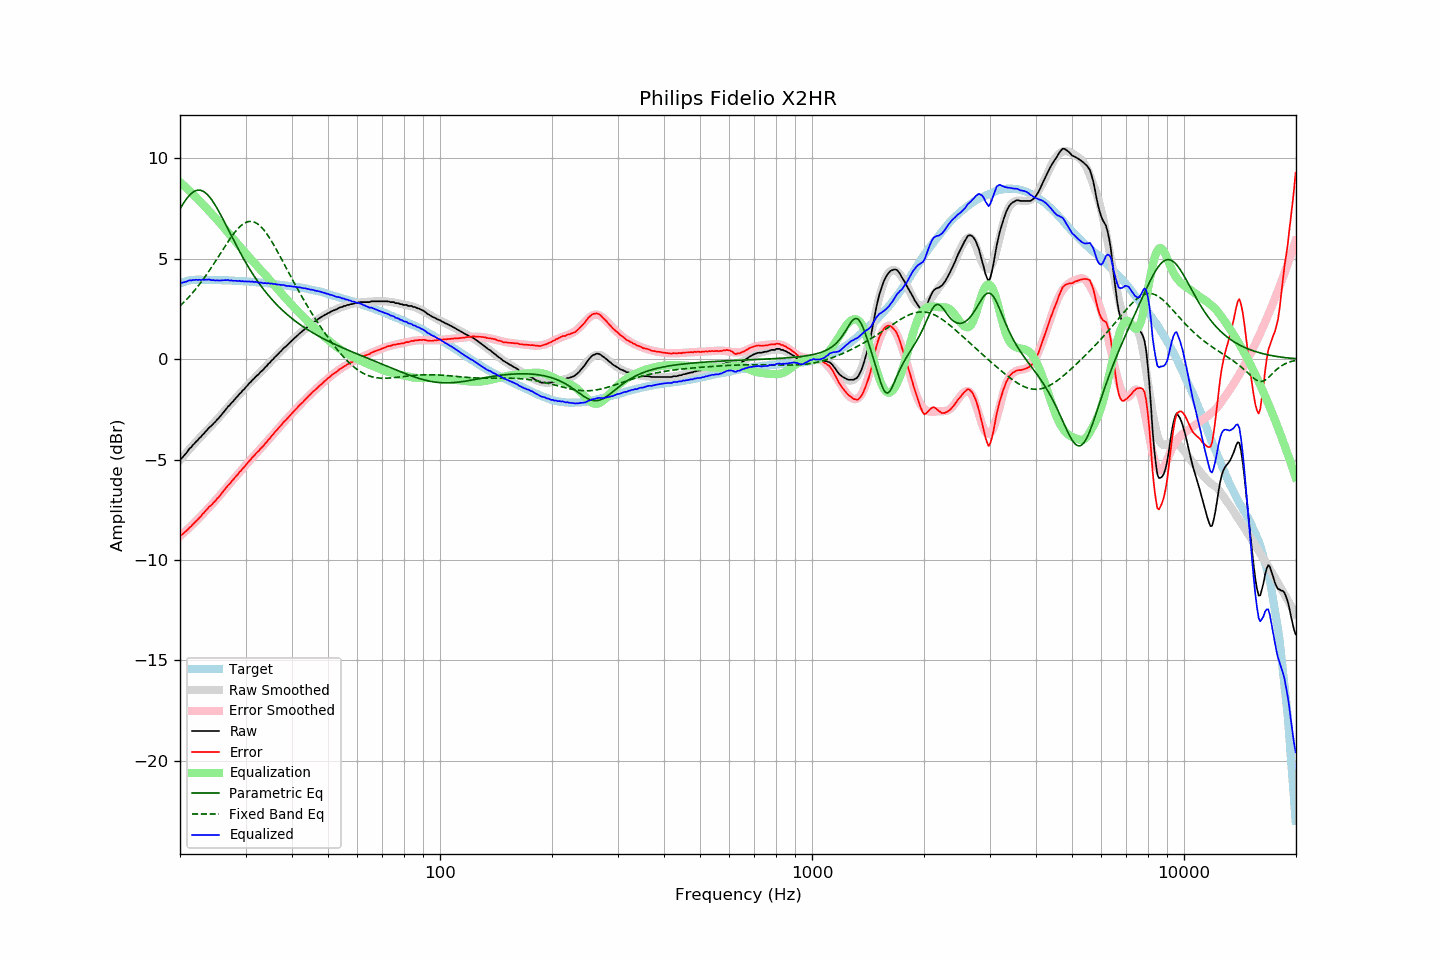 Philips Fidelio X2HR
Amplitude (dBr)
10
5
0
−5
−10
−15
−20
Target
Raw Smoothed
Error Smoothed
Raw
Error
Equalization
Parametric Eq
Fixed Band Eq
Equalized
100
1000
10000
Frequency (Hz)